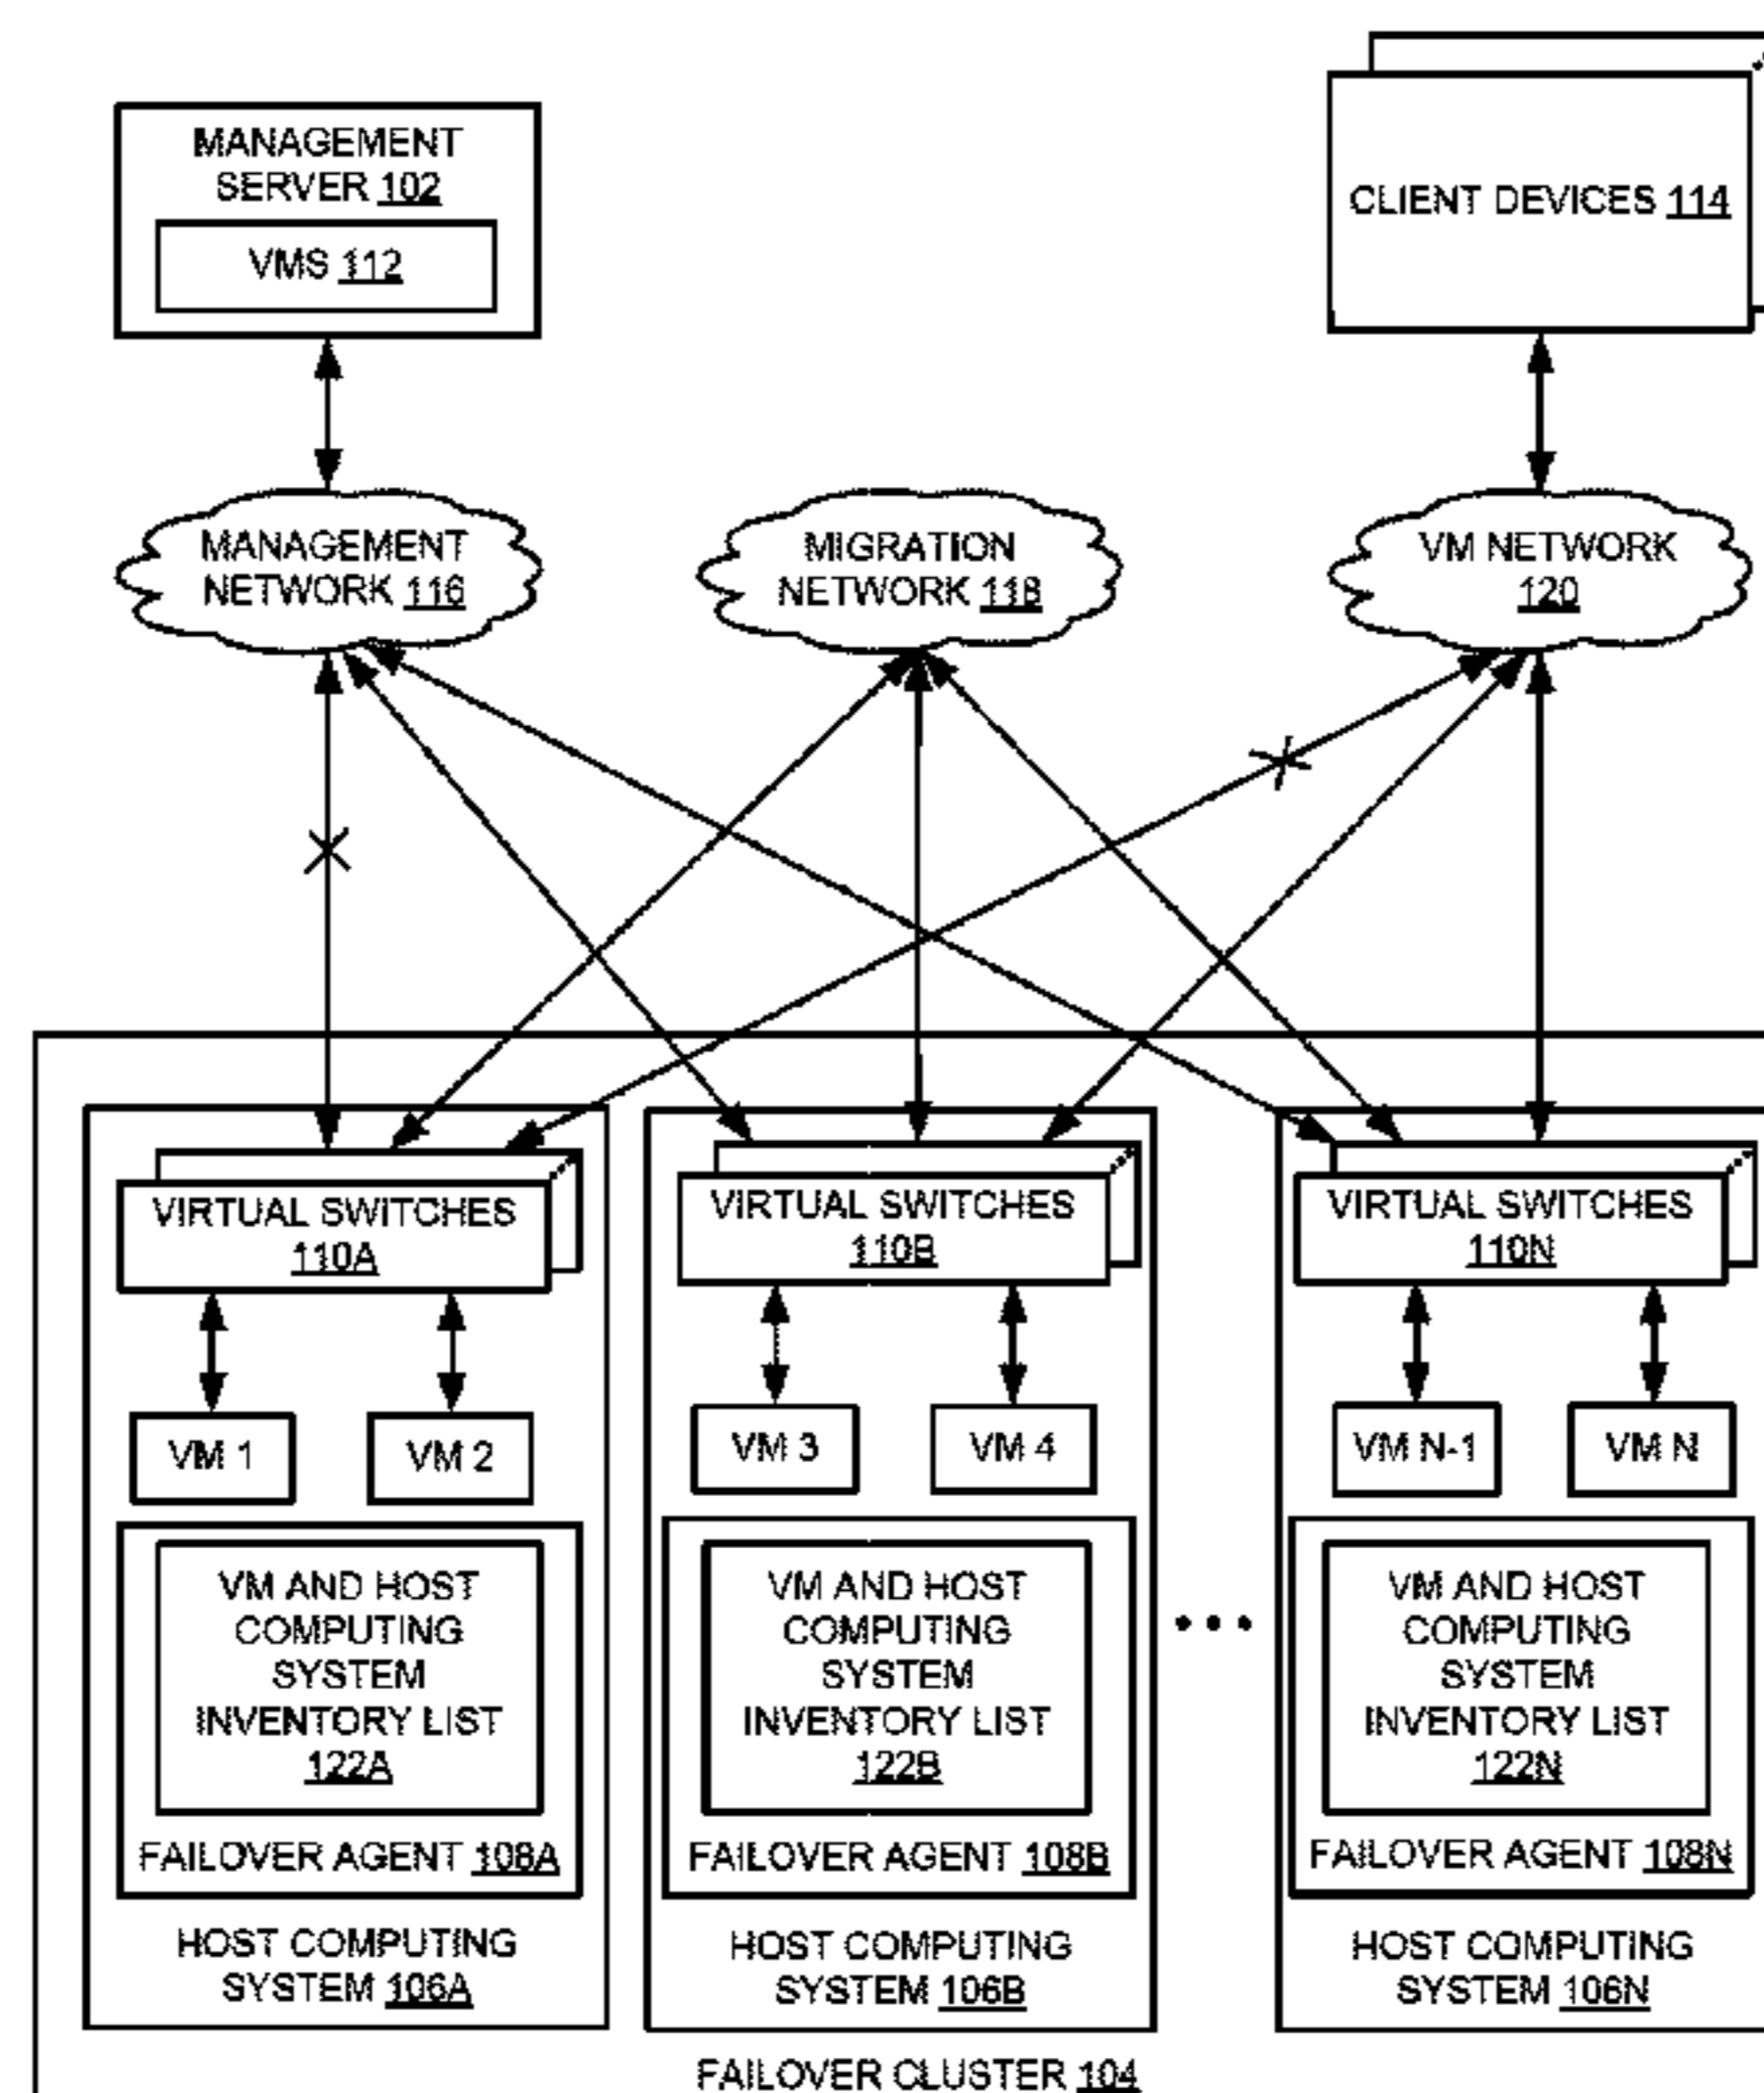 MANAGEMENT
SERVER 102
VMS 112
CLIENT DEVICES 114
MANAGEMENT
NETWORK 116
MIGRATION
NETWORK 118
VM NETWORK
120
VIRTUAL SWITCHES
110A
VIRTUAL SWITCHES
110B
VIRTUAL SWITCHES
110N
VM 1
VM 2
VM 3
VM 4
VM N-1
VM N
VM AND HOST
COMPUTING
SYSTEM
INVENTORY LIST
122A
FAILOVER AGENT 108A
HOST COMPUTING
SYSTEM 106A
VM AND HOST
COMPUTING
SYSTEM
INVENTORY LIST
122B
FAILOVER AGENT 108B
HOST COMPUTING
SYSTEM 106B
VM AND HOST
COMPUTING
SYSTEM
INVENTORY LIST
122N
FAILOVER AGENT 108N
HOST COMPUTING
SYSTEM 106N
FAILOVER CLUSTER 104